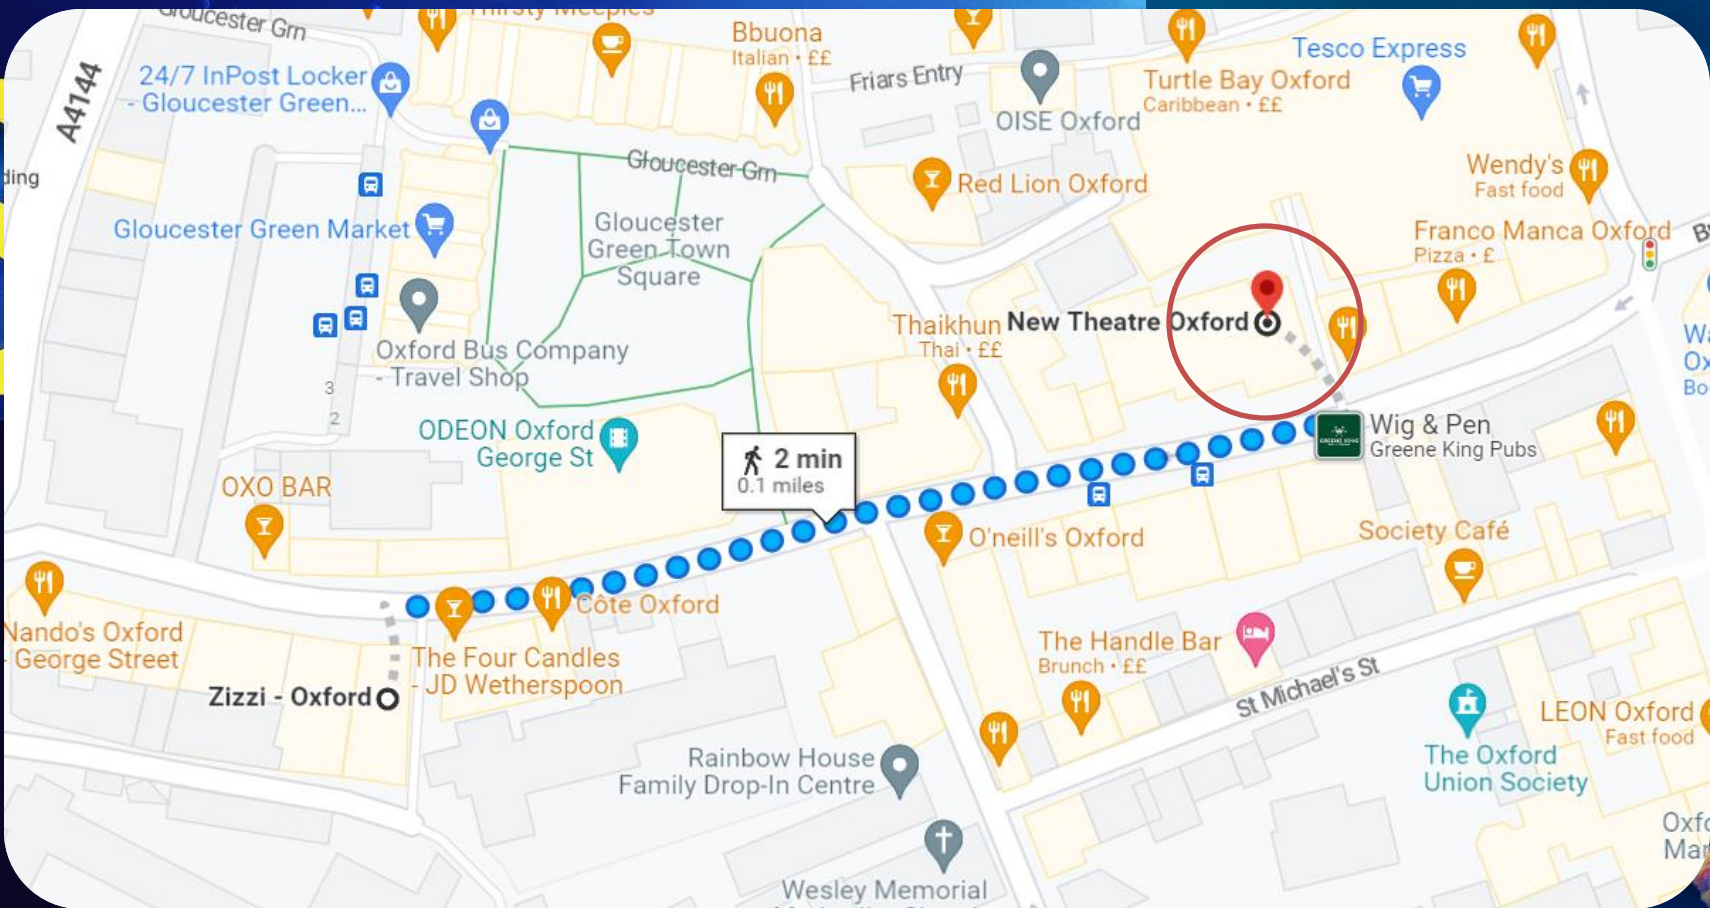 Gloucester Grn
Thirsty Meeples
Bbuona
Italian • ££
Tesco Express
A4144
24/7 InPost Locker
- Gloucester Green...
Friars Entry
Turtle Bay Oxford
Caribbean • ££
OISE Oxford
Gloucester Grn
ding
Red Lion Oxford
Wendy's
Fast food
Gloucester Green Market
Gloucester
Green Town
Square
Franco Manca Oxford
Pizza • £
Thaikhun
Thai • ££
New Theatre Oxford
Oxford Bus Company
- Travel Shop
3
2
ODEON Oxford
George St
Wig & Pen
Greene King Pubs
GREENE KING
2 min
0.1 miles
OXO BAR
O'neill's Oxford
Society Café
Côte Oxford
Nando's Oxford
- George Street
The Four Candles
- JD Wetherspoon
Zizzi - Oxford
The Handle Bar
Brunch • ££
St Michael's St
LEON Oxford
Fast food
The Oxford
Union Society
Rainbow House
Family Drop-In Centre
Wesley Memorial